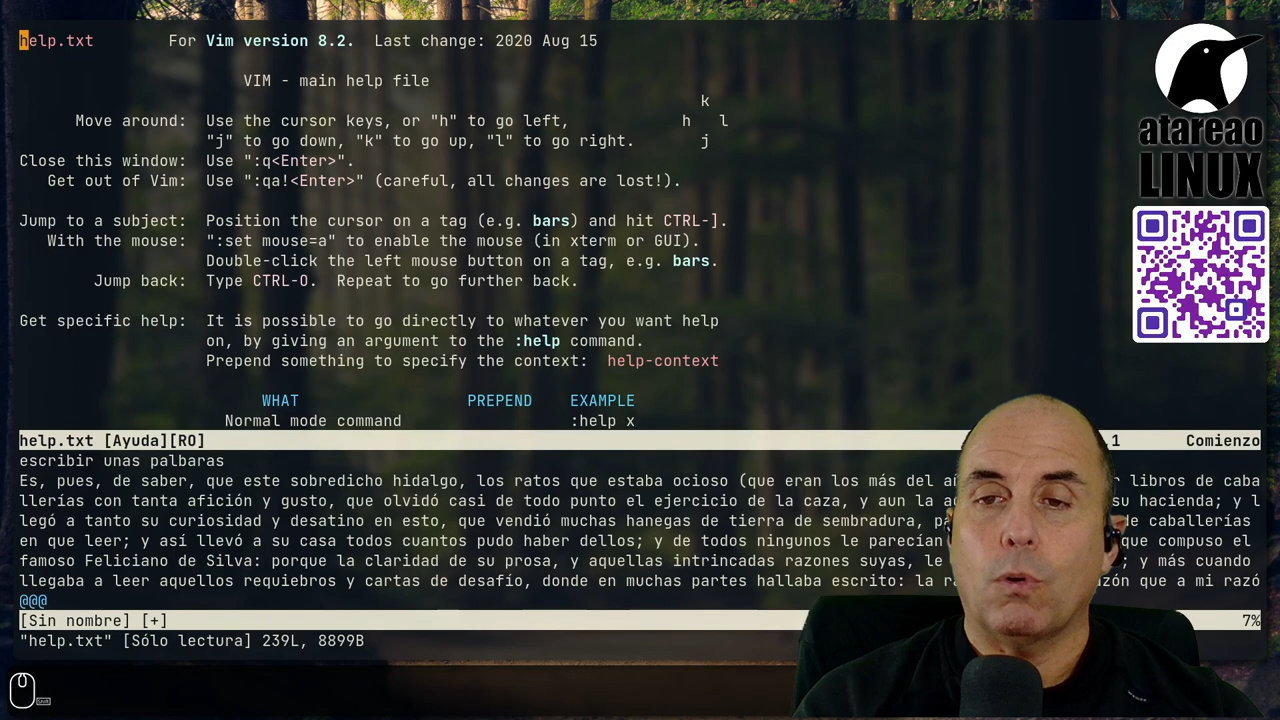 help.txt For Vim version 8.2. Last change: 2020 Aug 15
VIM - main help file
k
Move around: Use the cursor keys, or "h" to go left, h l
"j" to go down, "k" to go up, "l" to go right. j
Close this window: Use ":q<Enter>".
Get out of Vim: Use ":qa!<Enter>" (careful, all changes are lost!).
Jump to a subject: Position the cursor on a tag (e.g. bars) and hit CTRL-].
With the mouse: ":set mouse=a" to enable the mouse (in xterm or GUI).
Double-click the left mouse button on a tag, e.g. bars.
Jump back: Type CTRL-O. Repeat to go further back.
Get specific help: It is possible to go directly to whatever you want help
on, by giving an argument to the :help command.
Prepend something to specify the context: help-context
WHAT PREPEND EXAMPLE
Normal mode command :help x
help.txt [Ayuda][RO] 1 Comienzo
escribir unas palbaras
Es, pues, de saber, que este sobredicho hidalgo, los ratos que estaba ocioso (que eran los más del libros de caba
llerías con tanta afición y gusto, que olvidó casi de todo punto el ejercicio de la caza, y aun la su hacienda; y l
legó a tanto su curiosidad y desatino en esto, que vendió muchas hanegas de tierra de sembradura, de caballerías
en que leer; y así llevó a su casa todos cuantos pudo haber dellos; y de todos ningunos le parecían que compuso el
famoso Feliciano de Silva: porque la claridad de su prosa, y aquellas intrincadas razones suyas, le ; y más cuando
llegaba a leer aquellos requiebros y cartas de desafío, donde en muchas partes hallaba escrito: la que a mi razó
@@@
[Sin nombre] [+] 7%
"help.txt" [Sólo lectura] 239L, 8899B
atareao
LINUX